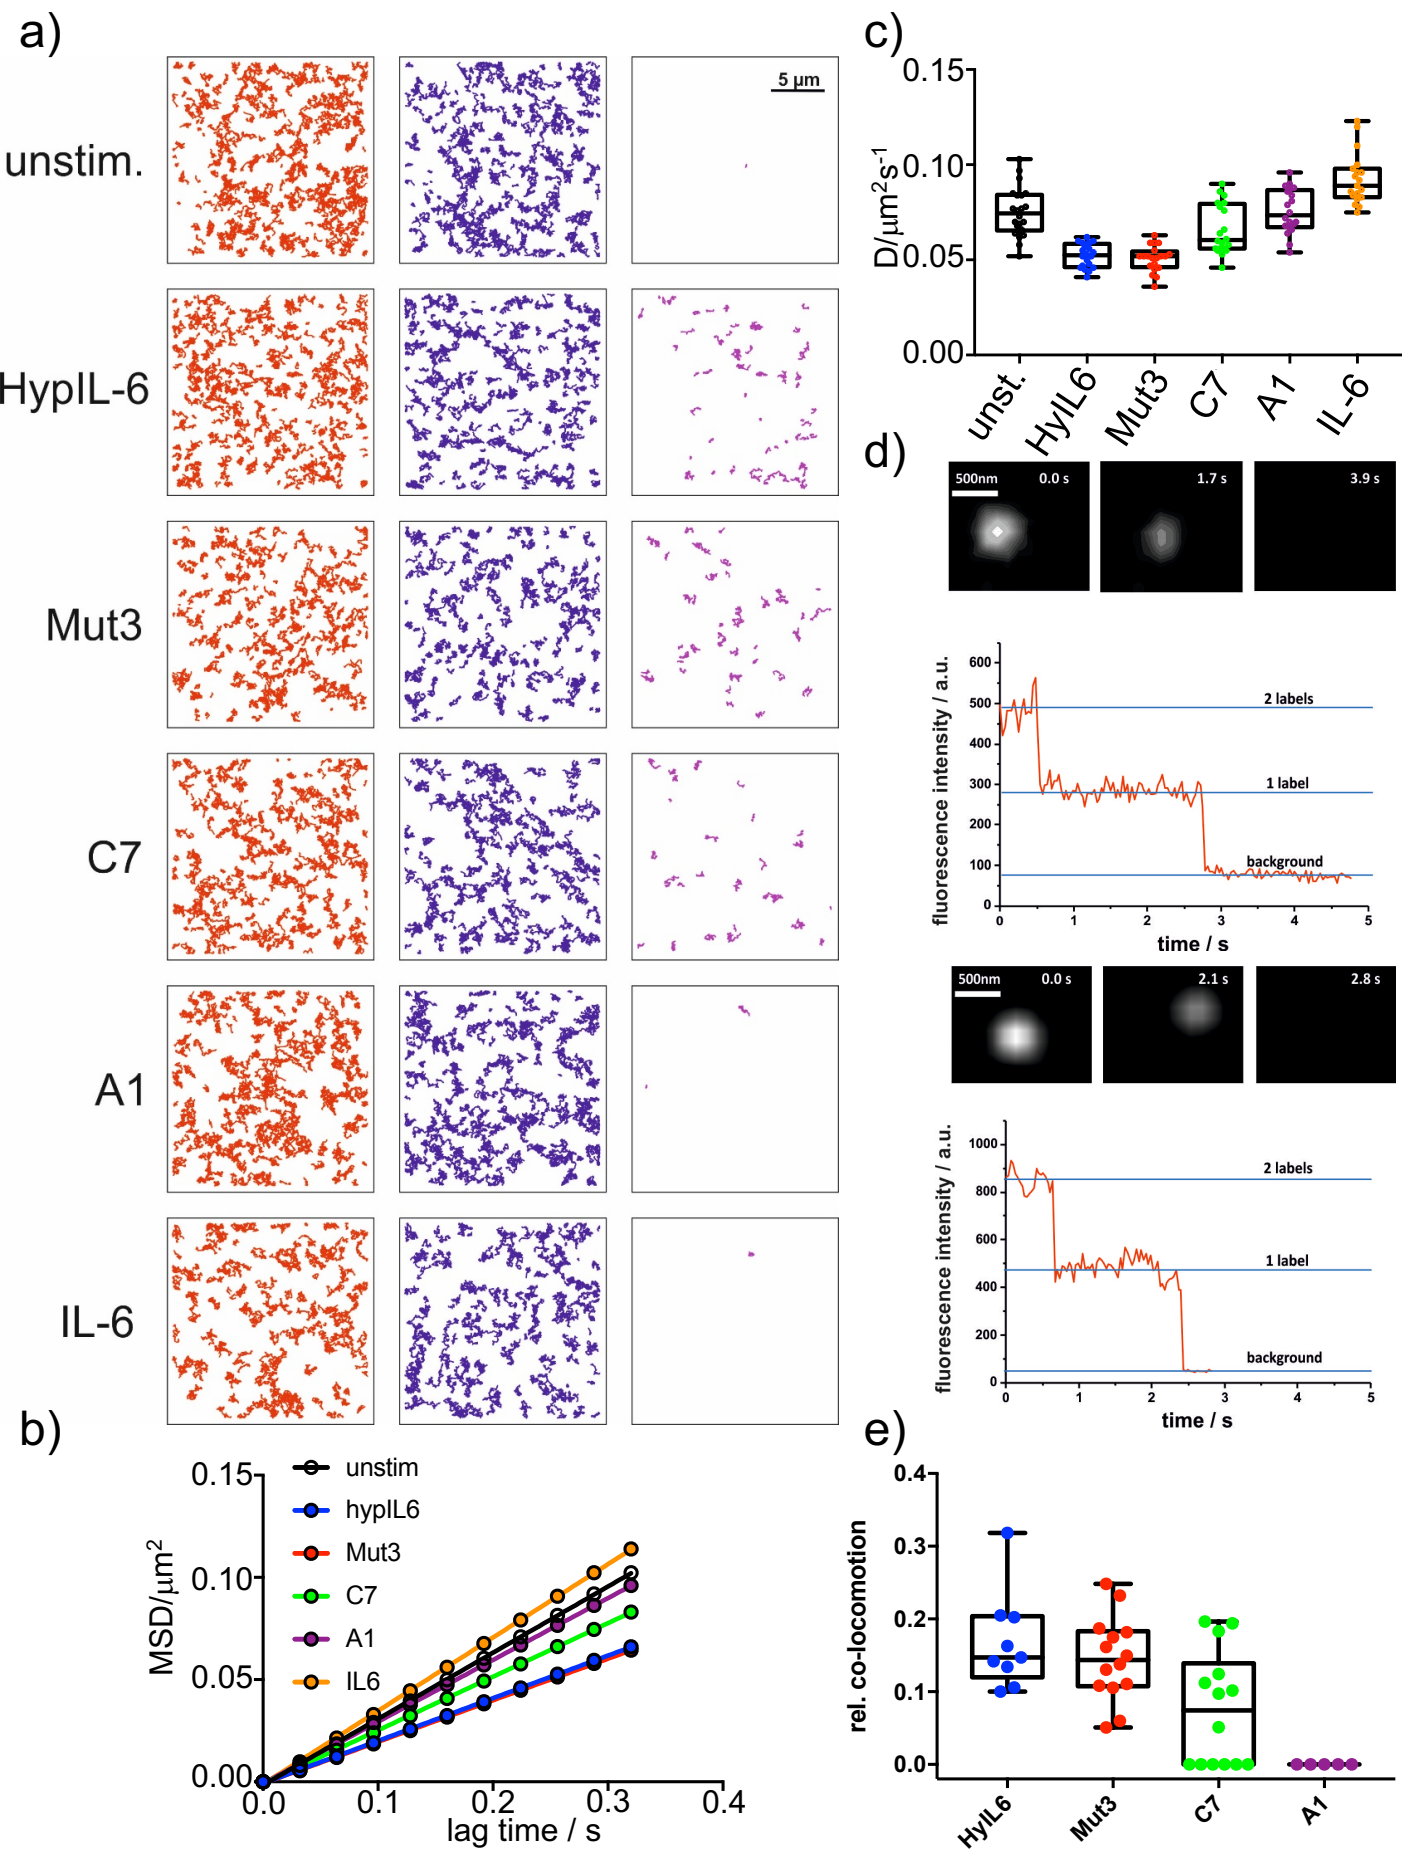 a)
unstim.
5 µm
HypIL-6
Mut3
C7
A1
IL-6
b)
0.15
0.10
0.05
0.00
MSD/µm²
0.0
0.1
0.2
0.3
0.4
lag time / s
unstim
hypIL6
Mut3
C7
A1
IL6
c)
0.15
0.10
0.05
0.00
D/µm²s⁻¹
unst.
HyIL6
Mut3
C7
A1
IL-6
d)
500nm
0.0 s
1.7 s
3.9 s
fluorescence intensity / a.u.
600
500
400
300
200
100
0
2 labels
1 label
background
0
1
2
3
4
5
time / s
500nm
0.0 s
2.1 s
2.8 s
fluorescence intensity / a.u.
1000
800
600
400
200
0
2 labels
1 label
background
0
1
2
3
4
5
time / s
e)
0.4
0.3
0.2
0.1
0.0
rel. co-locomotion
HyIL6
Mut3
C7
A1